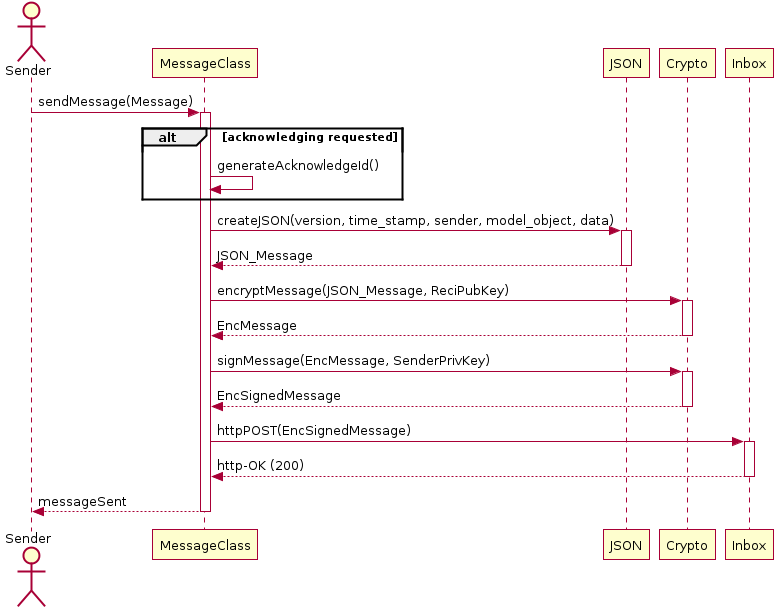 Sender
MessageClass
JSON
Crypto
Inbox
sendMessage(Message)
alt
[acknowledging requested]
generateAcknowledgeId()
createJSON(version, time_stamp, sender, model_object, data)
JSON_Message
encryptMessage(JSON_Message, ReciPubKey)
EncMessage
signMessage(EncMessage, SenderPrivKey)
EncSignedMessage
httpPOST(EncSignedMessage)
http-OK (200)
messageSent
Sender
MessageClass
JSON
Crypto
Inbox